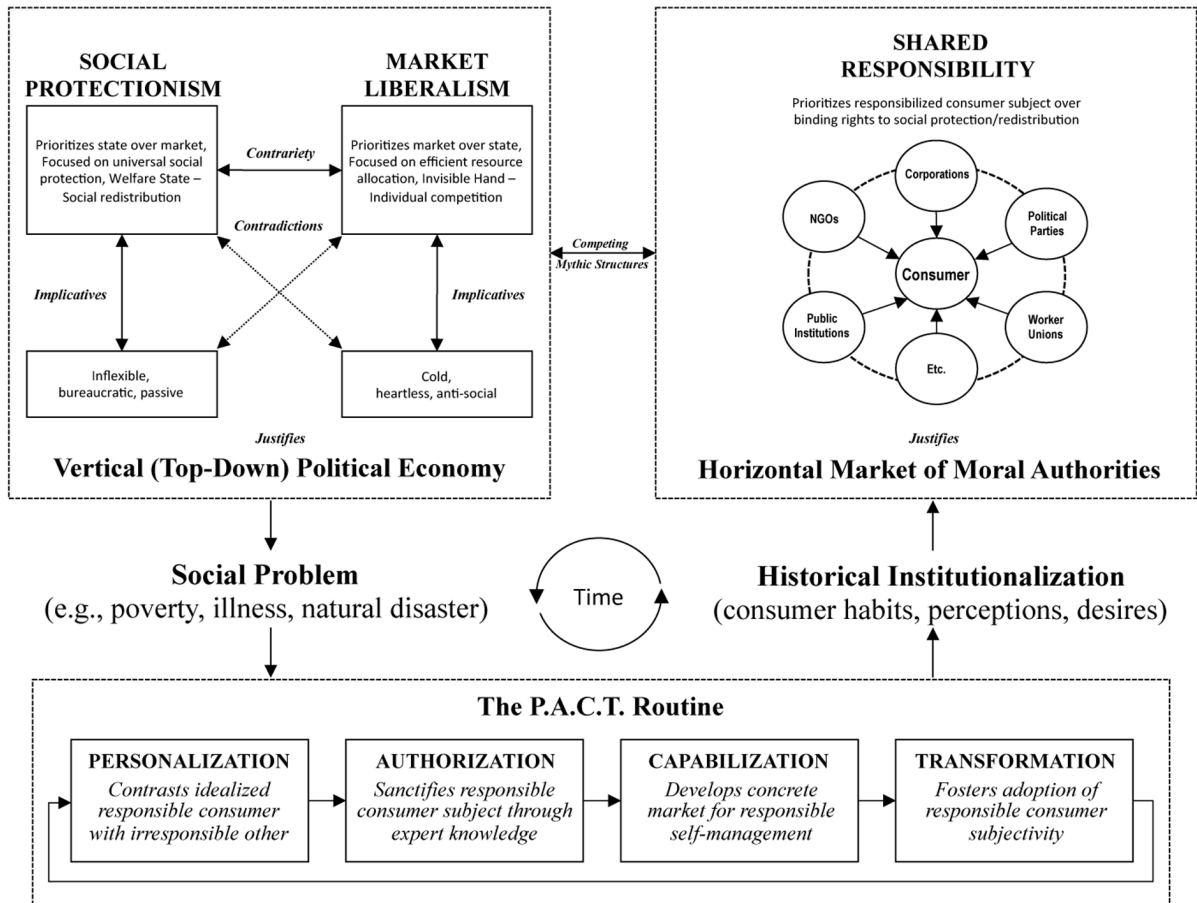 SOCIAL
PROTECTIONISM
Prioritizes state over market,
Focused on universal social
protection, Welfare State –
Social redistribution
Contrariety
MARKET
LIBERALISM
Prioritizes market over state,
Focused on efficient resource
allocation, Invisible Hand –
Individual competition
Contradictions
Implicatives
Implicatives
Inflexible,
bureaucratic, passive
Cold,
heartless, anti-social
Justifies
Vertical (Top-Down) Political Economy
Competing
Mythic Structures
SHARED
RESPONSIBILITY
Prioritizes responsibilized consumer subject over
binding rights to social protection/redistribution
Corporations
NGOs
Political
Parties
Consumer
Public
Institutions
Worker
Unions
Etc.
Justifies
Horizontal Market of Moral Authorities
Social Problem
(e.g., poverty, illness, natural disaster)
Time
Historical Institutionalization
(consumer habits, perceptions, desires)
The P.A.C.T. Routine
PERSONALIZATION
Contrasts idealized
responsible consumer
with irresponsible other
AUTHORIZATION
Sanctifies responsible
consumer subject through
expert knowledge
CAPABILIZATION
Develops concrete
market for responsible
self-management
TRANSFORMATION
Fosters adoption of
responsible consumer
subjectivity